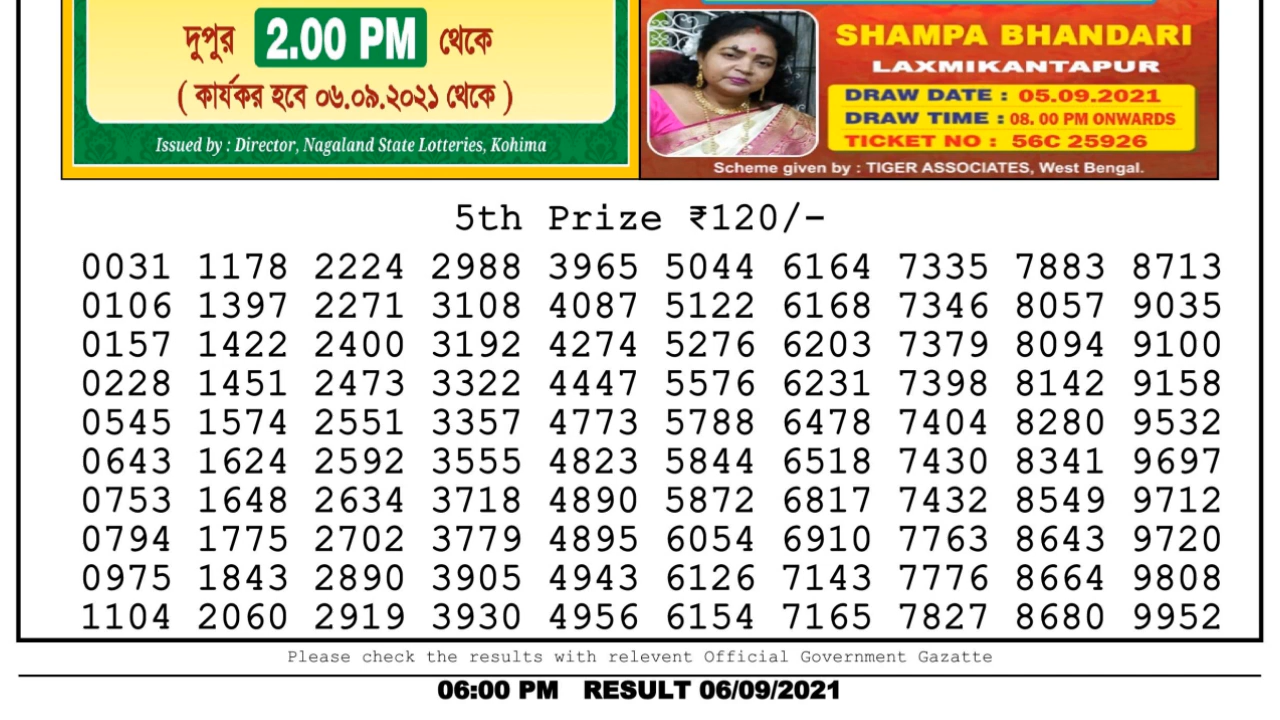 দুপুর 2.00 PM থেকে
( কার্যকর হবে ০৬.০৯.২০২১ থেকে )
Issued by : Director, Nagaland State Lotteries, Kohima
SHAMPA BHANDARI
LAXMIKANTAPUR
DRAW DATE : 05.09.2021
DRAW TIME : 08. 00 PM ONWARDS
TICKET NO : 56C 25926
Scheme given by : TIGER ASSOCIATES, West Bengal.
5th Prize ₹120/-
0031 1178 2224 2988 3965 5044 6164 7335 7883 8713
0106 1397 2271 3108 4087 5122 6168 7346 8057 9035
0157 1422 2400 3192 4274 5276 6203 7379 8094 9100
0228 1451 2473 3322 4447 5576 6231 7398 8142 9158
0545 1574 2551 3357 4773 5788 6478 7404 8280 9532
0643 1624 2592 3555 4823 5844 6518 7430 8341 9697
0753 1648 2634 3718 4890 5872 6817 7432 8549 9712
0794 1775 2702 3779 4895 6054 6910 7763 8643 9720
0975 1843 2890 3905 4943 6126 7143 7776 8664 9808
1104 2060 2919 3930 4956 6154 7165 7827 8680 9952
Please check the results with relevent Official Government Gazatte
06:00 PM RESULT 06/09/2021